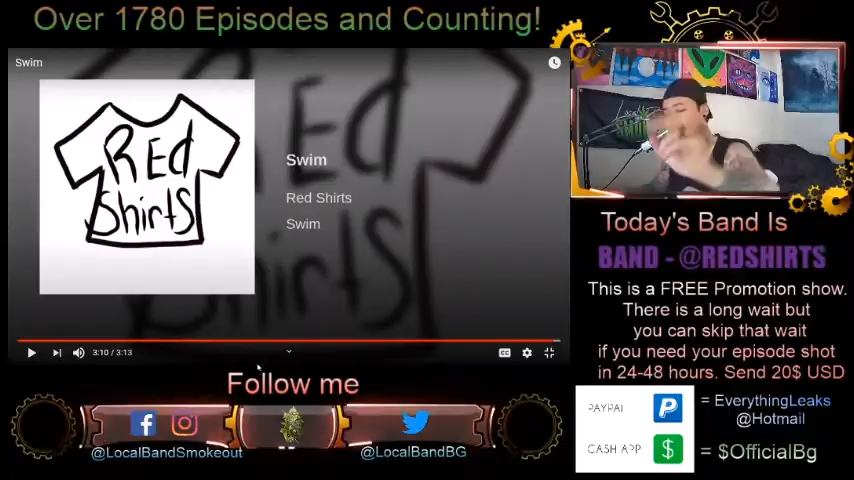 Over 1780 Episodes and Counting!
Swim
Red
Shirts
Swim
Red Shirts
Swim
3:10 / 3:13
CC
Follow me
@LocalBandSmokeout
@LocalBandBG
Today's Band Is
BAND - @REDSHIRTS
This is a FREE Promotion show.
There is a long wait but
you can skip that wait
if you need your episode shot
in 24-48 hours. Send 20$ USD
PAYPAL = EverythingLeaks
@Hotmail
CASH APP $ = $OfficialBg